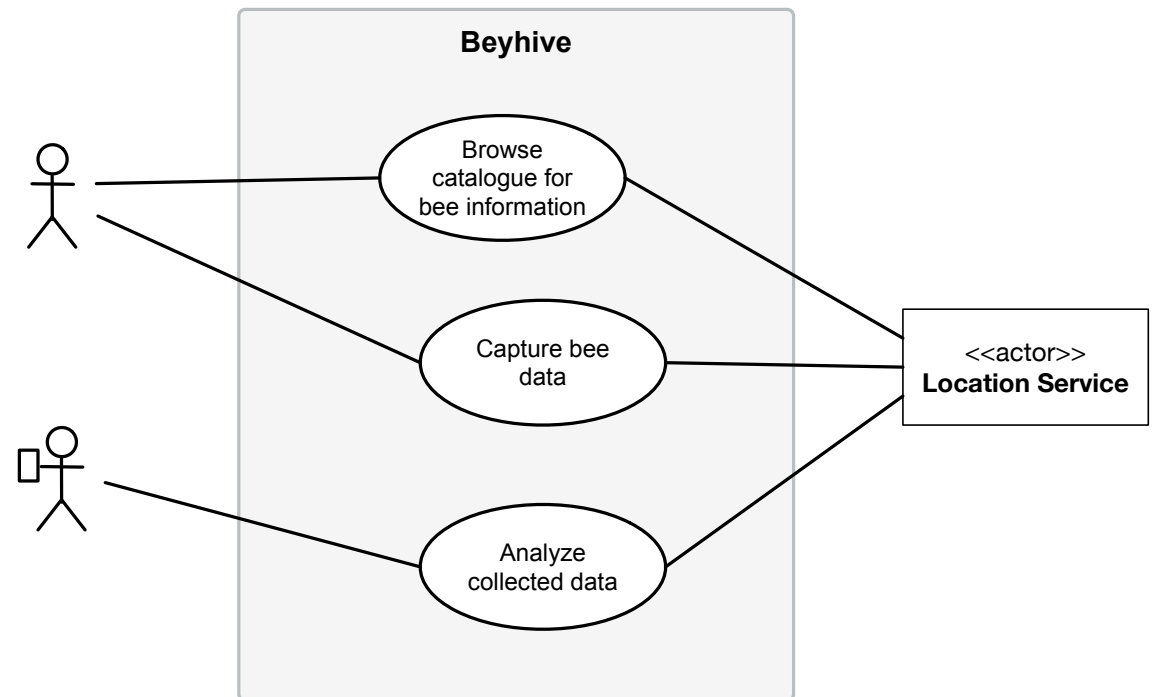 Beyhive
Browse
catalogue for
bee information
Capture bee
data
<<actor>>
Location Service
Analyze
collected data